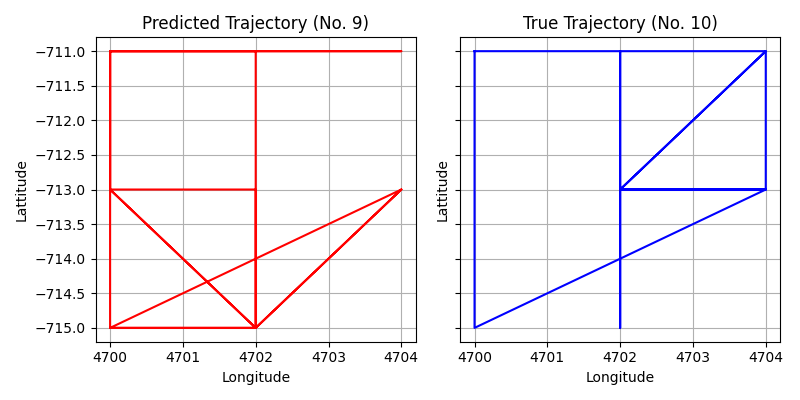 Predicted Trajectory (No. 9)
−711.0
−711.5
−712.0
−712.5
−713.0
−713.5
−714.0
−714.5
−715.0
Lattitude
4700 4701 4702 4703 4704
Longitude
True Trajectory (No. 10)
Lattitude
4700 4701 4702 4703 4704
Longitude